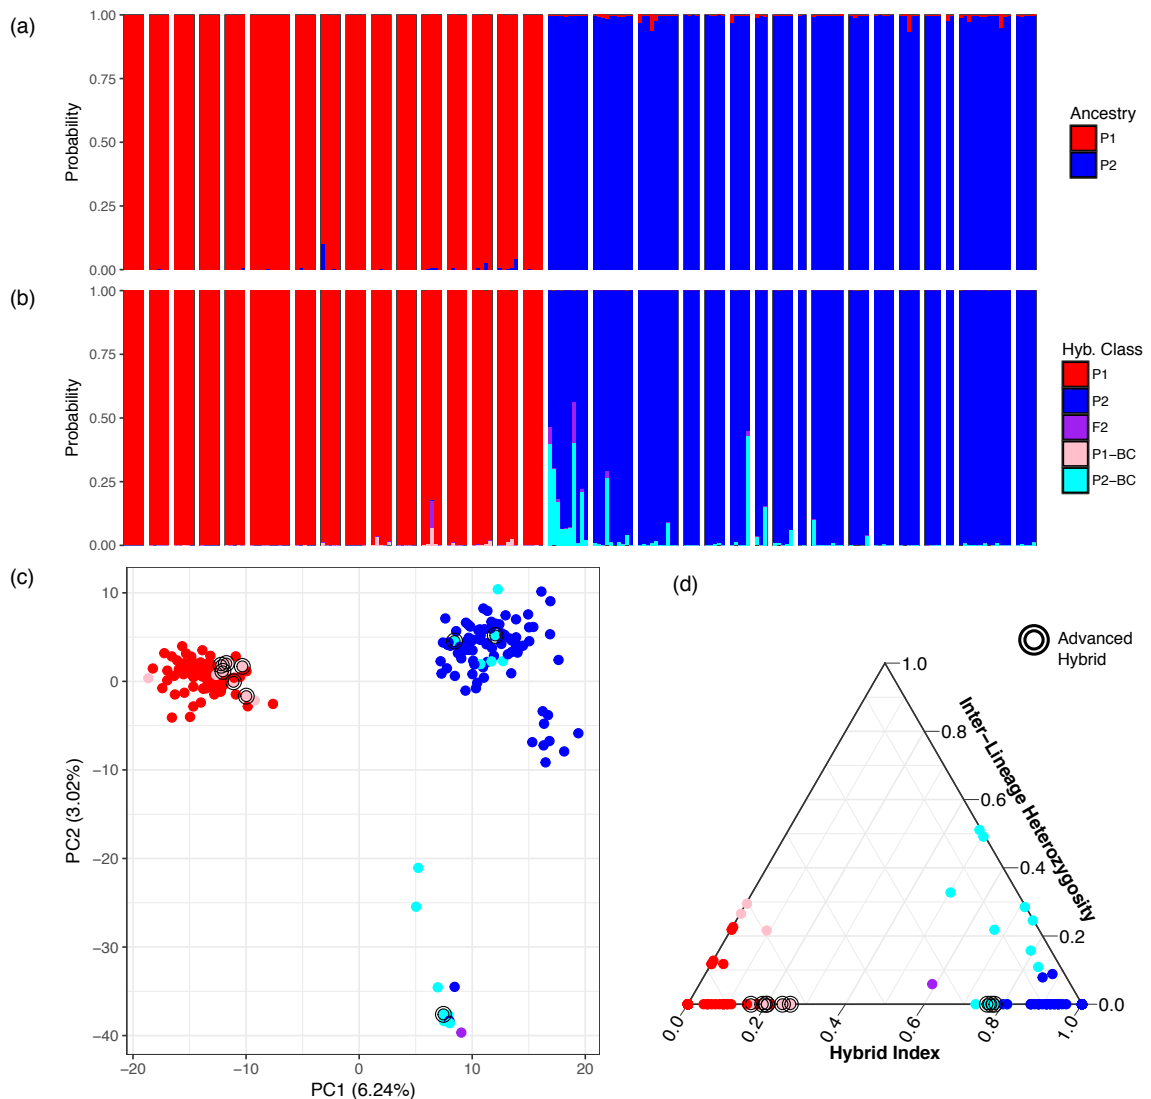 (a)
1.00
0.75
0.50
0.25
0.00
Probability
Ancestry
P1
P2
(b)
1.00
0.75
0.50
0.25
0.00
Probability
Hyb. Class
P1
P2
F2
P1−BC
P2−BC
(c)
10
0
−10
−20
−30
−40
PC2 (3.02%)
−20
−10
0
10
20
PC1 (6.24%)
(d)
Advanced
Hybrid
1.0
0.8
0.6
0.4
0.2
0.0
Inter−Lineage Heterozygosity
0.0
0.2
0.4
0.6
0.8
1.0
Hybrid Index